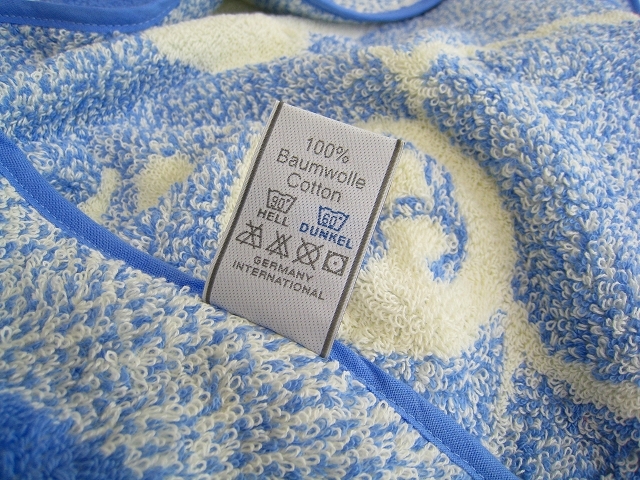 100%
Baumwolle
Cotton
90° 60°
HELL DUNKEL
GERMANY
INTERNATIONAL